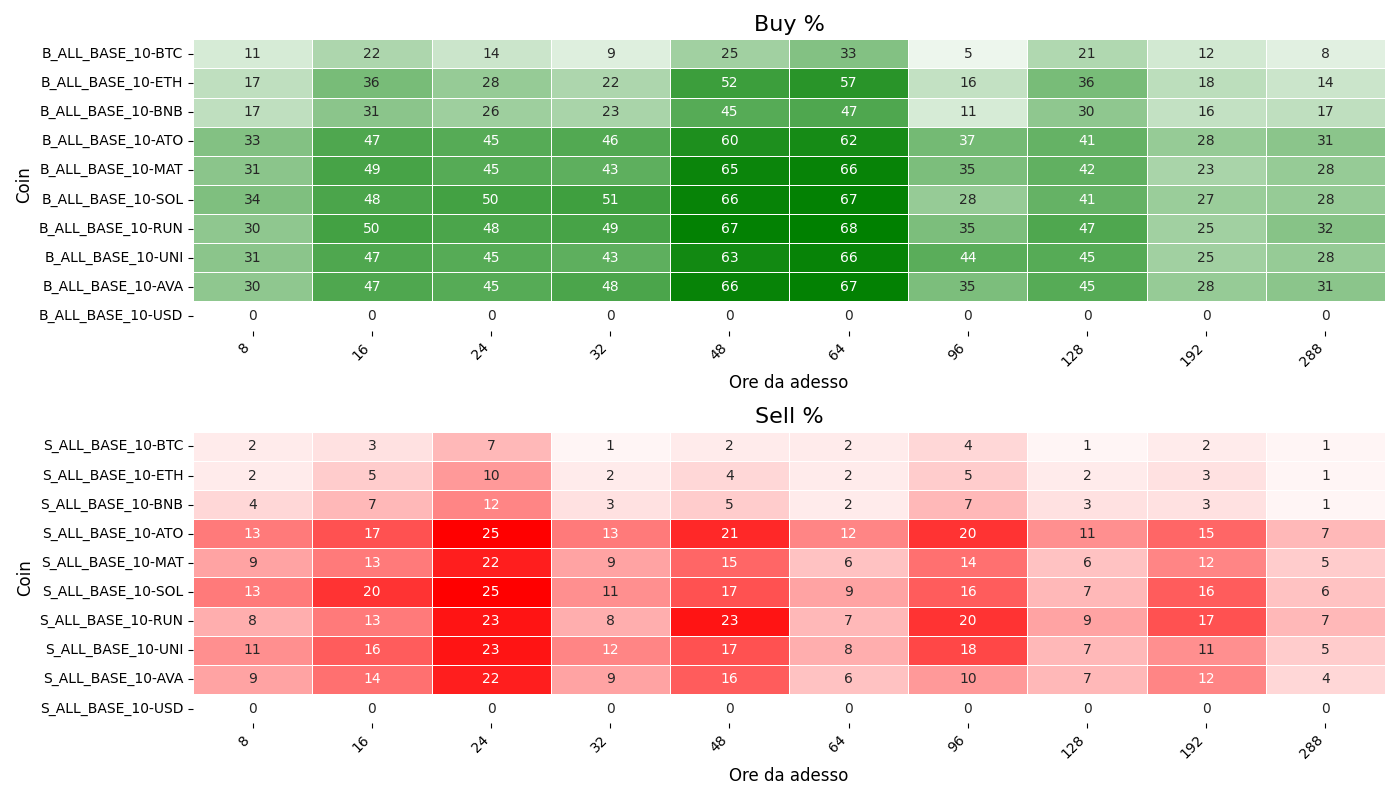 Buy %
Coin
B_ALL_BASE_10-BTC 11 22 14 9 25 33 5 21 12 8
B_ALL_BASE_10-ETH 17 36 28 22 52 57 16 36 18 14
B_ALL_BASE_10-BNB 17 31 26 23 45 47 11 30 16 17
B_ALL_BASE_10-ATO 33 47 45 46 60 62 37 41 28 31
B_ALL_BASE_10-MAT 31 49 45 43 65 66 35 42 23 28
B_ALL_BASE_10-SOL 34 48 50 51 66 67 28 41 27 28
B_ALL_BASE_10-RUN 30 50 48 49 67 68 35 47 25 32
B_ALL_BASE_10-UNI 31 47 45 43 63 66 44 45 25 28
B_ALL_BASE_10-AVA 30 47 45 48 66 67 35 45 28 31
B_ALL_BASE_10-USD 0 0 0 0 0 0 0 0 0 0
8 16 24 32 48 64 96 128 192 288
Ore da adesso
Sell %
Coin
S_ALL_BASE_10-BTC 2 3 7 1 2 2 4 1 2 1
S_ALL_BASE_10-ETH 2 5 10 2 4 2 5 2 3 1
S_ALL_BASE_10-BNB 4 7 12 3 5 2 7 3 3 1
S_ALL_BASE_10-ATO 13 17 25 13 21 12 20 11 15 7
S_ALL_BASE_10-MAT 9 13 22 9 15 6 14 6 12 5
S_ALL_BASE_10-SOL 13 20 25 11 17 9 16 7 16 6
S_ALL_BASE_10-RUN 8 13 23 8 23 7 20 9 17 7
S_ALL_BASE_10-UNI 11 16 23 12 17 8 18 7 11 5
S_ALL_BASE_10-AVA 9 14 22 9 16 6 10 7 12 4
S_ALL_BASE_10-USD 0 0 0 0 0 0 0 0 0 0
8 16 24 32 48 64 96 128 192 288
Ore da adesso